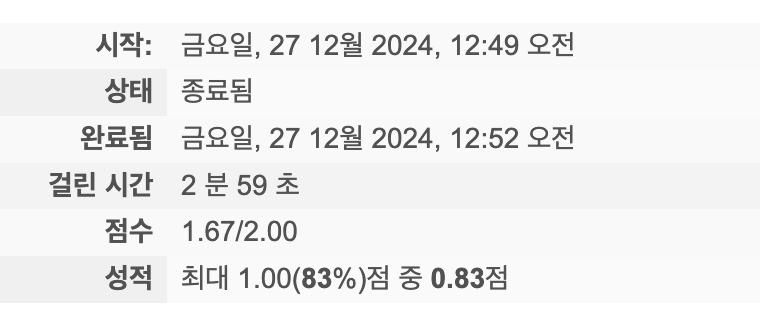 시작: 금요일, 27 12월 2024, 12:49 오전
상태 종료됨
완료됨 금요일, 27 12월 2024, 12:52 오전
걸린 시간 2 분 59 초
점수 1.67/2.00
성적 최대 1.00(83%)점 중 0.83점